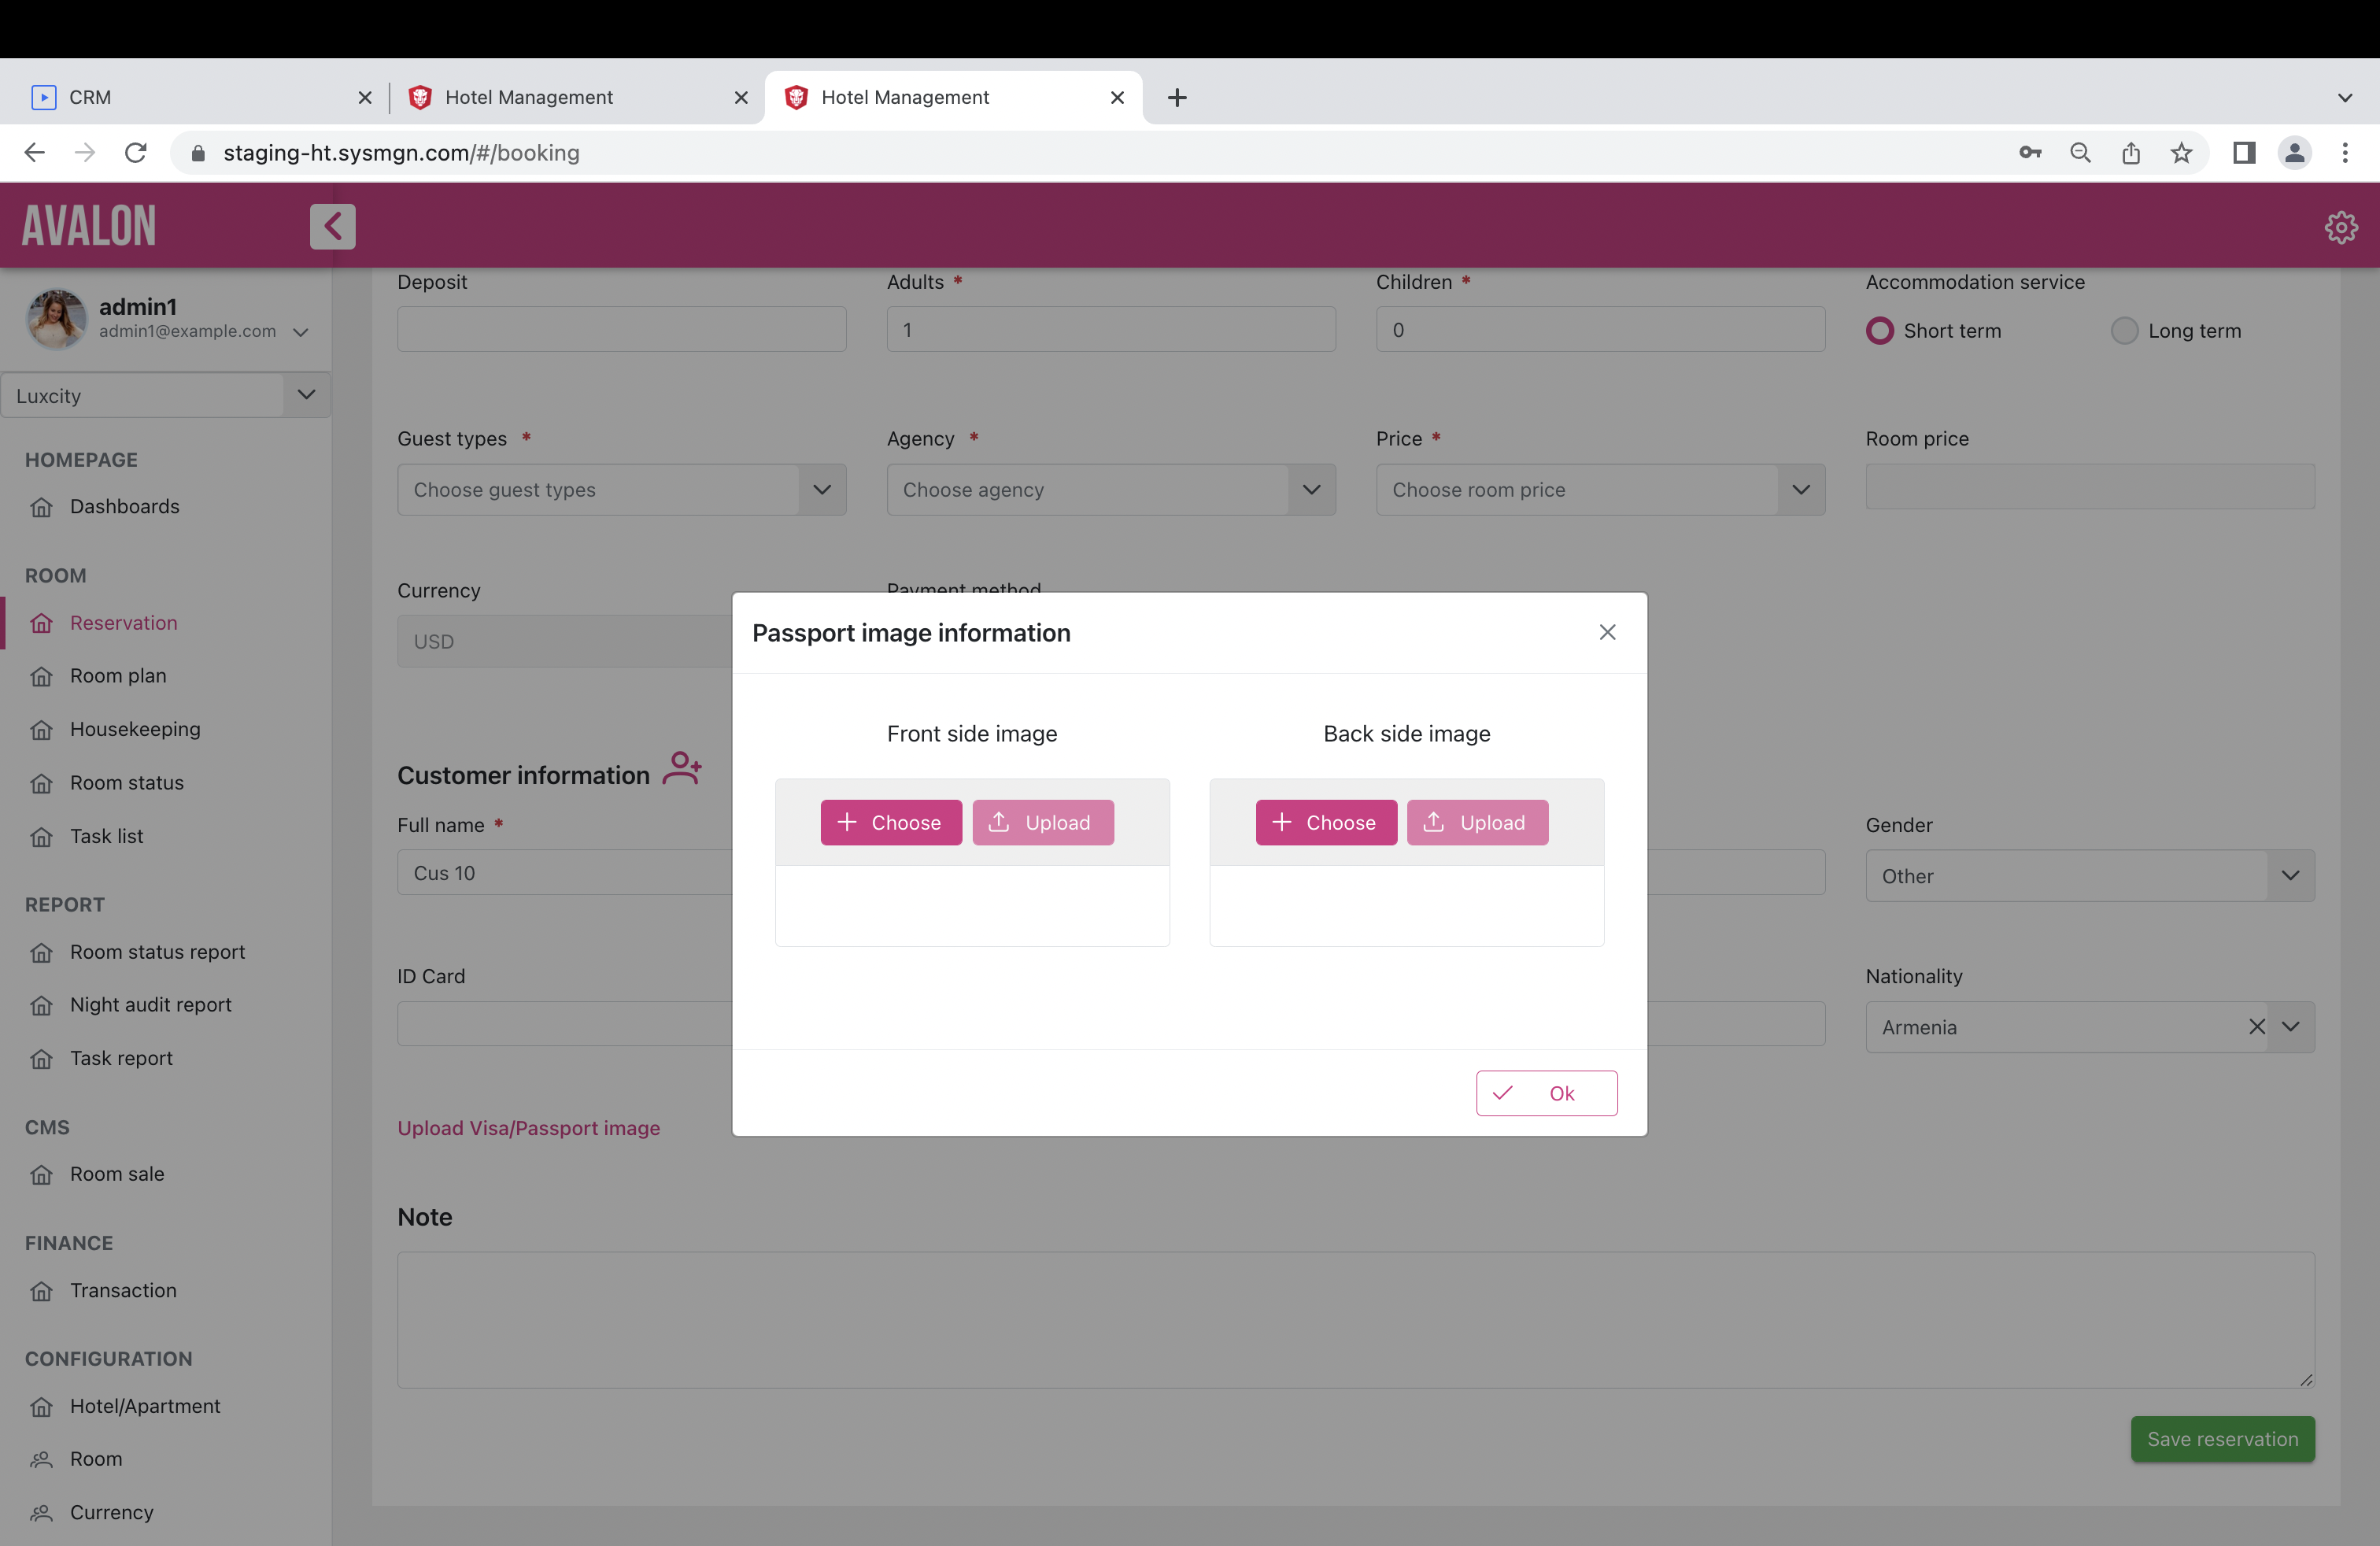 CRM
Hotel Management
Hotel Management
staging-ht.sysmgn.com/#/booking
AVALON
admin1
admin1@example.com
Luxcity
HOMEPAGE
Dashboards
ROOM
Reservation
Room plan
Housekeeping
Room status
Task list
REPORT
Room status report
Night audit report
Task report
CMS
Room sale
FINANCE
Transaction
CONFIGURATION
Hotel/Apartment
Room
Currency
Deposit
Adults *
Children *
Accommodation service
1
0
Short term
Long term
Guest types *
Agency *
Price *
Room price
Choose guest types
Choose agency
Choose room price
Currency
Payment method
USD
Customer information
Full name *
Gender
Cus 10
Other
ID Card
Nationality
Armenia
Upload Visa/Passport image
Note
Save reservation
Passport image information
Front side image
Back side image
Choose
Upload
Choose
Upload
Ok